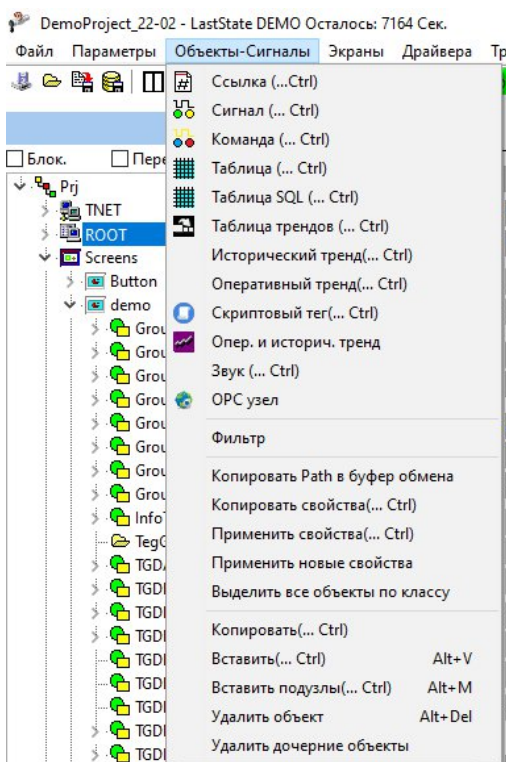 DemoProject_22-02 - LastState DEMO Осталось: 7164 Сек.
Файл Параметры Объекты-Сигналы Экраны Драйвера
Ссылка (...Ctrl)
Сигнал (... Ctrl)
Команда (... Ctrl)
Таблица (... Ctrl)
Таблица SQL (... Ctrl)
Таблица трендов (... Ctrl)
Исторический тренд(... Ctrl)
Оперативный тренд(... Ctrl)
Скриптовый тег(... Ctrl)
Опер. и историч. тренд
Звук (... Ctrl)
OPC узел
Фильтр
Копировать Path в буфер обмена
Копировать свойства(... Ctrl)
Применить свойства(... Ctrl)
Применить новые свойства
Выделить все объекты по классу
Копировать(... Ctrl)
Вставить(... Ctrl) Alt+V
Вставить подузлы(... Ctrl) Alt+M
Удалить объект Alt+Del
Удалить дочерние объекты
Блок.
Prj
TNET
ROOT
Screens
Button
demo